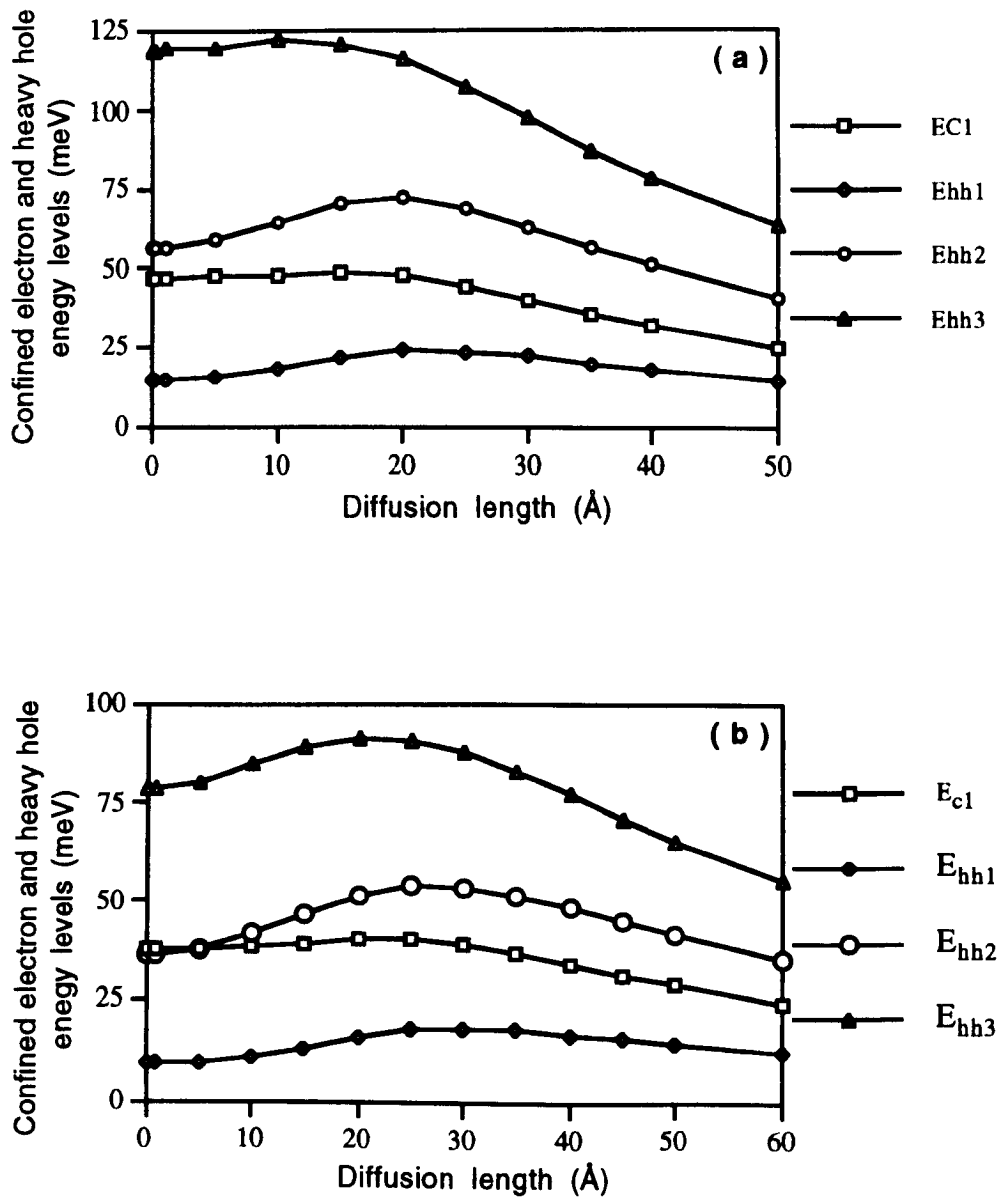 Confined electron and heavy hole
enegy levels (meV)
125
100
75
50
25
0
( a )
EC1
Ehh1
Ehh2
Ehh3
0 10 20 30 40 50
Diffusion length (Å)
Confined electron and heavy hole
enegy levels (meV)
100
75
50
25
0
( b )
Ec1
Ehh1
Ehh2
Ehh3
0 10 20 30 40 50 60
Diffusion length (Å)